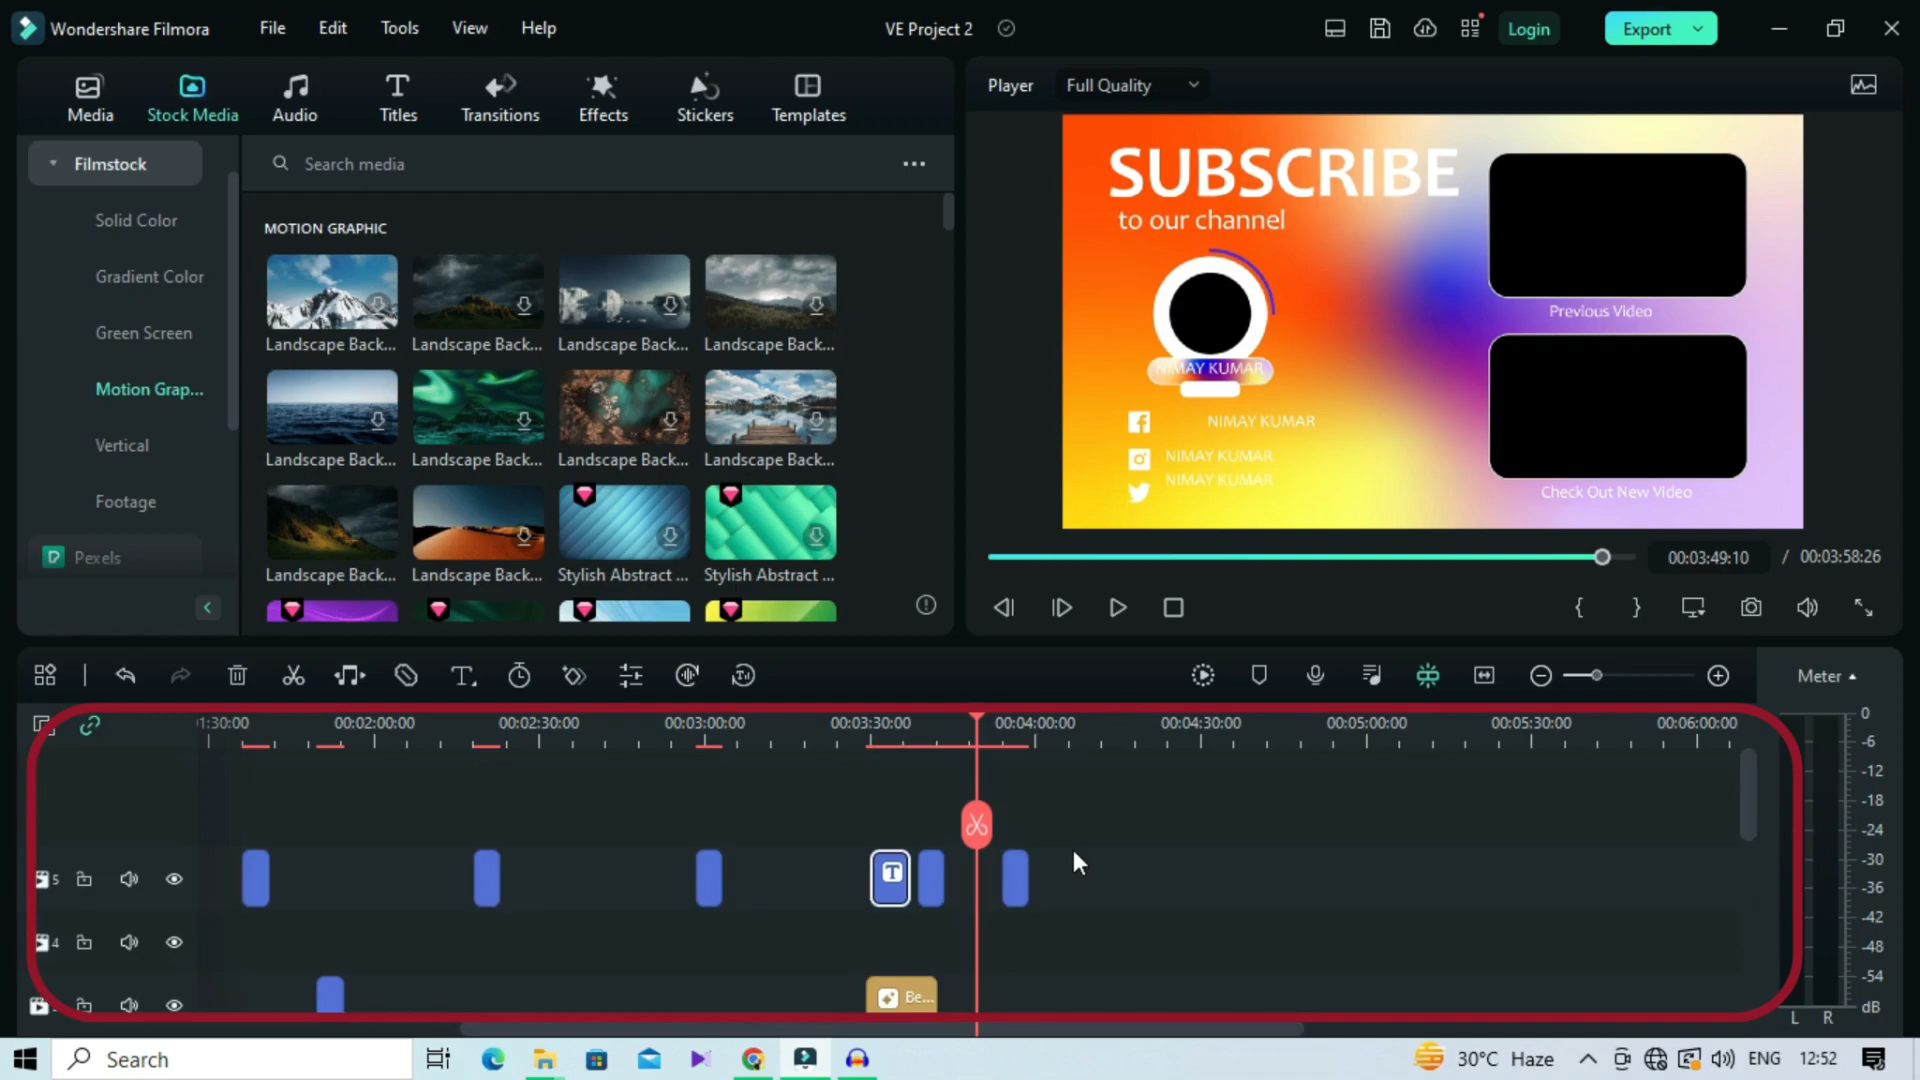 Wondershare Filmora
File Edit Tools View Help
VE Project 2
Login
Export
Media
Stock Media
Audio
Titles
Transitions
Effects
Stickers
Templates
Player
Full Quality
Filmstock
Solid Color
Gradient Color
Green Screen
Motion Grap...
Vertical
Footage
Pexels
Search media
MOTION GRAPHIC
Landscape Back... Landscape Back... Landscape Back... Landscape Back...
Landscape Back... Landscape Back... Landscape Back... Landscape Back...
Landscape Back... Landscape Back... Stylish Abstract ... Stylish Abstract ...
SUBSCRIBE
to our channel
NIMAY KUMAR
NIMAY KUMAR
NIMAY KUMAR
NIMAY KUMAR
Previous Video
Check Out New Video
00:03:49:10 / 00:03:58:26
Meter
1:30:00 00:02:00:00 00:02:30:00 00:03:00:00 00:03:30:00 00:04:00:00 00:04:30:00 00:05:00:00 00:05:30:00 00:06:00:00
5
4
T
Be...
0
-6
-12
-18
-24
-30
-36
-42
-48
-54
dB
L R
Search
30°C Haze
ENG
12:52